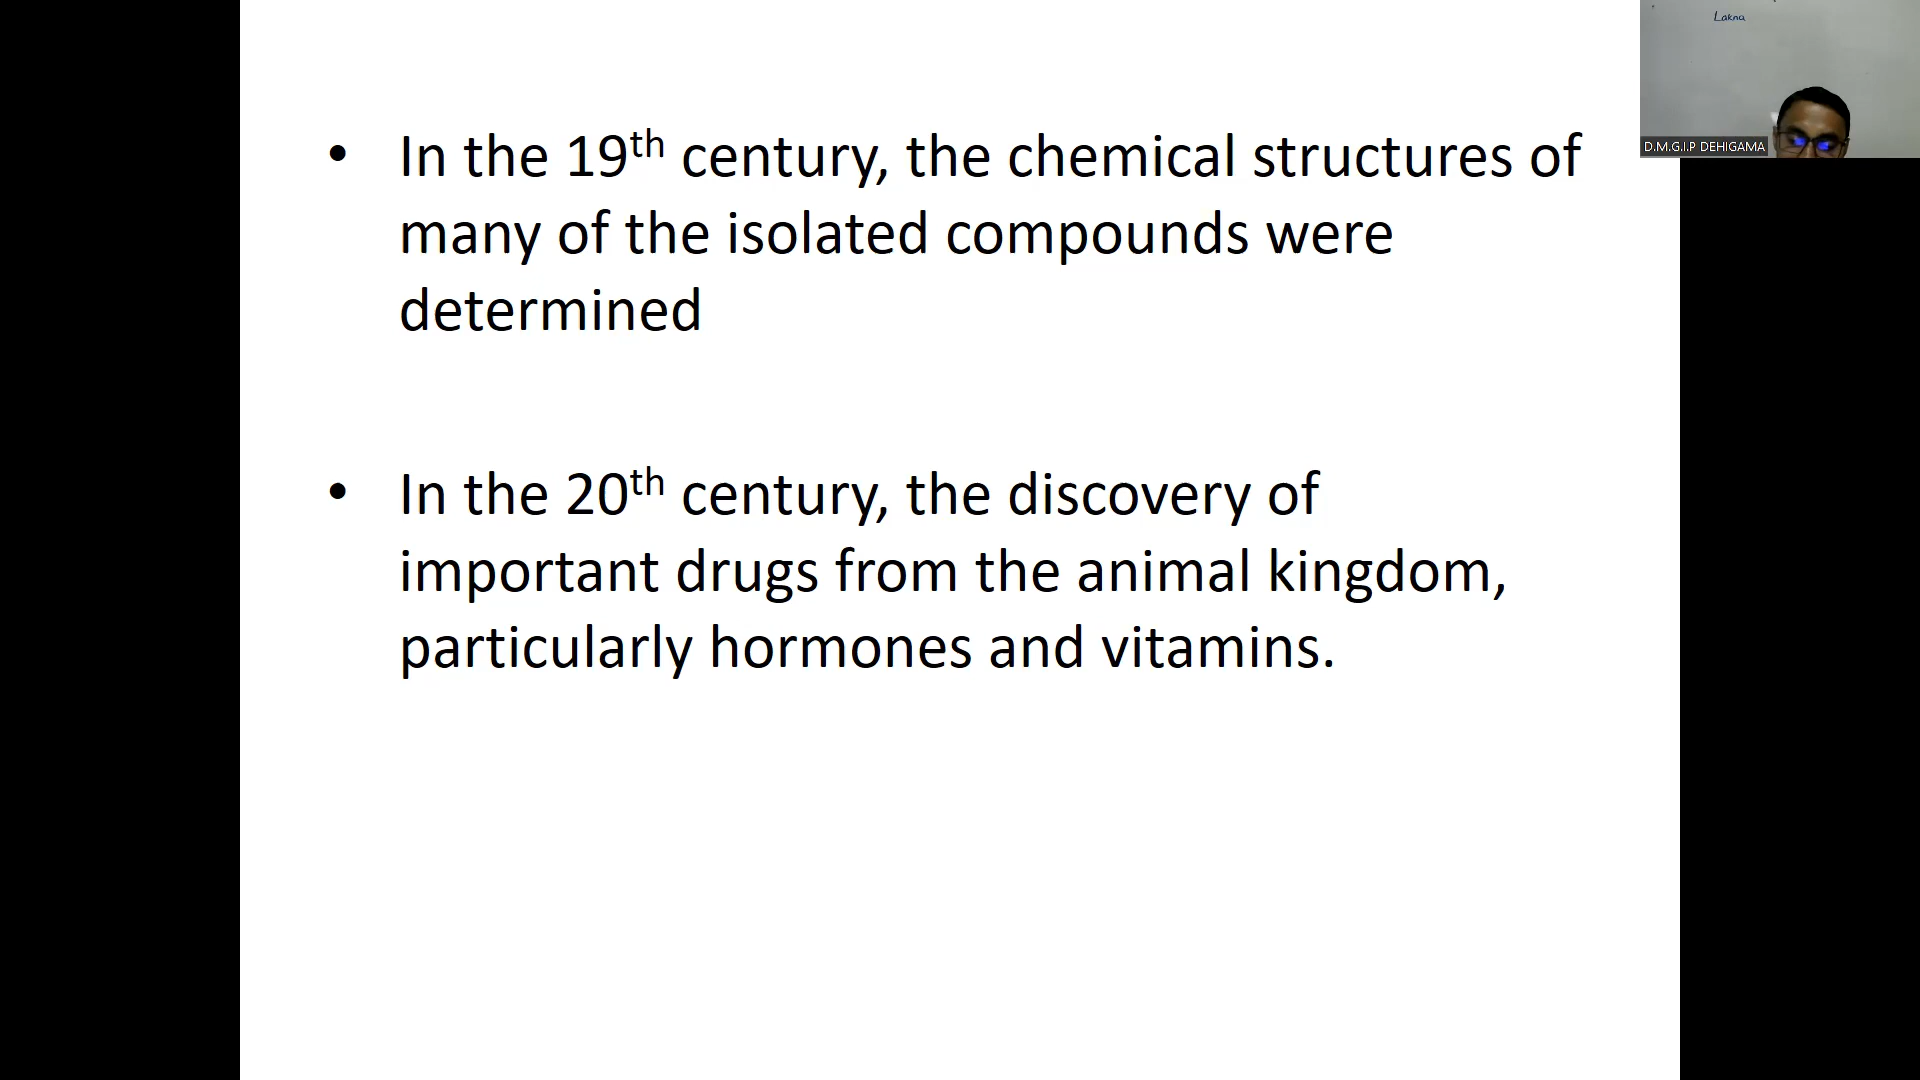 Lakna
D.M.G.I.P DEHIGAMA
• In the 19th century, the chemical structures of
many of the isolated compounds were
determined
• In the 20th century, the discovery of
important drugs from the animal kingdom,
particularly hormones and vitamins.